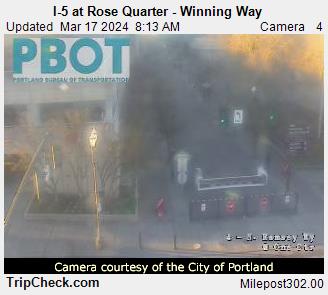 I-5 at Rose Quarter - Winning Way
Updated Mar 17 2024 8:13 AM Camera 4
PBOT
PORTLAND BUREAU OF TRANSPORTATION
Camera courtesy of the City of Portland
TripCheck.com Milepost302.00